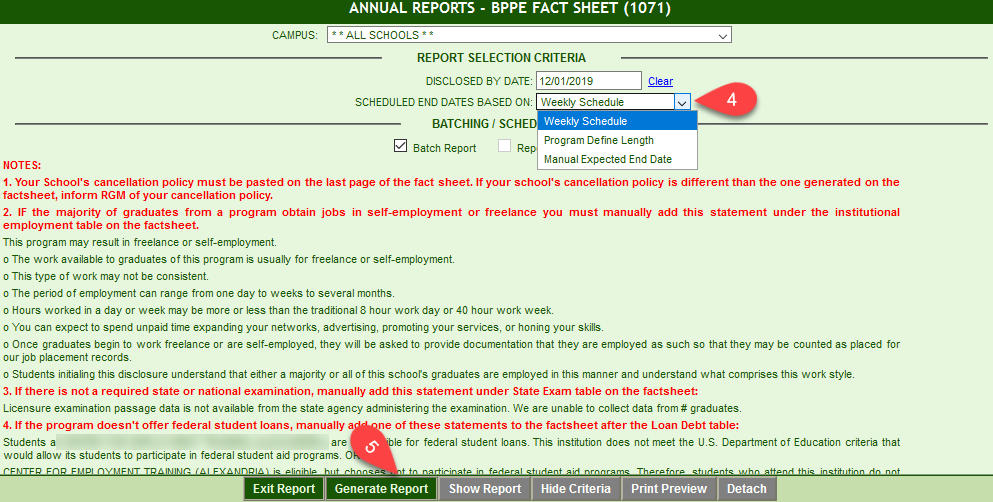 ANNUAL REPORTS - BPPE FACT SHEET (1071)
CAMPUS: * * ALL SCHOOLS * *
REPORT SELECTION CRITERIA
DISCLOSED BY DATE: 12/01/2019 Clear
SCHEDULED END DATES BASED ON: Weekly Schedule 4
Weekly Schedule
BATCHING / SCHED
Program Define Length
Batch Report Rep
Manual Expected End Date
NOTES:
1. Your School's cancellation policy must be pasted on the last page of the fact sheet. If your school's cancellation policy is different than the one generated on the
factsheet, inform RGM of your cancellation policy.
2. IF the majority of graduates from a program obtain jobs in self-employment or freelance you must manually add this statement under the institutional
employment table on the factsheet.
This program may result in freelance or self-employment.
o The work available to graduates of this program is usually for freelance or self-employment.
o This type of work may not be consistent.
o The period of employment can range from one day to weeks to several months.
o Hours worked in a day or week may be more or less than the traditional 8 hour work day or 40 hour work week.
o You can expect to spend unpaid time expanding your networks, advertising, promoting your services, or honing your skills.
o Once graduates begin to work freelance or are self-employed, they will be asked to provide documentation that they are employed as such so that they may be counted as placed for
our job placement records.
o Students initialing this disclosure understand that either a majority or all of this school's graduates are employed in this manner and understand what comprises this work style.
3. If there is not a required state or national examination, manually add this statement under State Exam table on the factsheet:
Licensure examination passage data is not available from the state agency administering the examination. We are unable to collect data from # graduates.
4. If the program doesn't offer federal student loans, manually add one of these statements to the factsheet after the Loan Debt table:
Students a are ible for federal student loans. This institution does not meet the U.S. Department of Education criteria that
would allow its students to participate in federal student aid programs. OR
5
CENTER FOR EMPLOYMENT TRAINING (ALEXANDRIA) is eligible, but chooses not to participate in federal student aid programs. Therefore, students who attend this institution do not
Exit Report Generate Report Show Report Hide Criteria Print Preview Detach